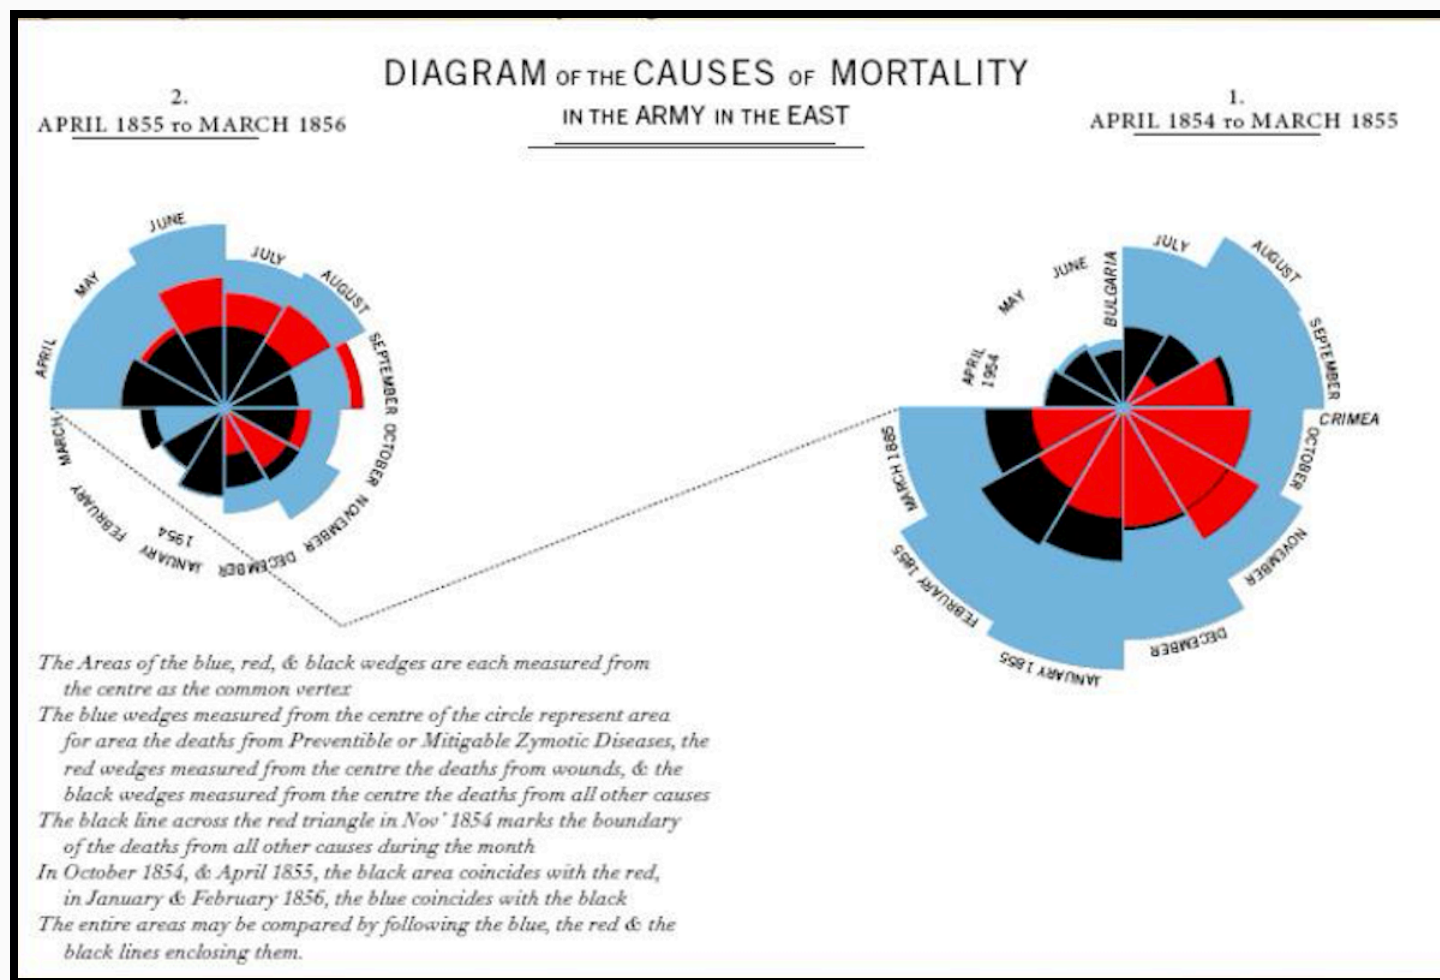 DIAGRAM OF THE CAUSES OF MORTALITY
IN THE ARMY IN THE EAST
2.
APRIL 1855 TO MARCH 1856
1.
APRIL 1854 TO MARCH 1855
APRIL
MAY
JUNE
JULY
AUGUST
SEPTEMBER
OCTOBER
NOVEMBER
DECEMBER
JANUARY
1954
FEBRUARY
MARCH
APRIL
1954
MAY
JUNE
BULGARIA
JULY
AUGUST
SEPTEMBER
CRIMEA
OCTOBER
NOVEMBER
DECEMBER
JANUARY 1855
FEBRUARY 1855
MARCH 1885
The Areas of the blue, red, & black wedges are each measured from
the centre as the common vertex
The blue wedges measured from the centre of the circle represent area
for area the deaths from Preventible or Mitigable Zymotic Diseases, the
red wedges measured from the centre the deaths from wounds, & the
black wedges measured from the centre the deaths from all other causes
The black line across the red triangle in Nov' 1854 marks the boundary
of the deaths from all other causes during the month
In October 1854, & April 1855, the black area coincides with the red,
in January & February 1856, the blue coincides with the black
The entire areas may be compared by following the blue, the red & the
black lines enclosing them.